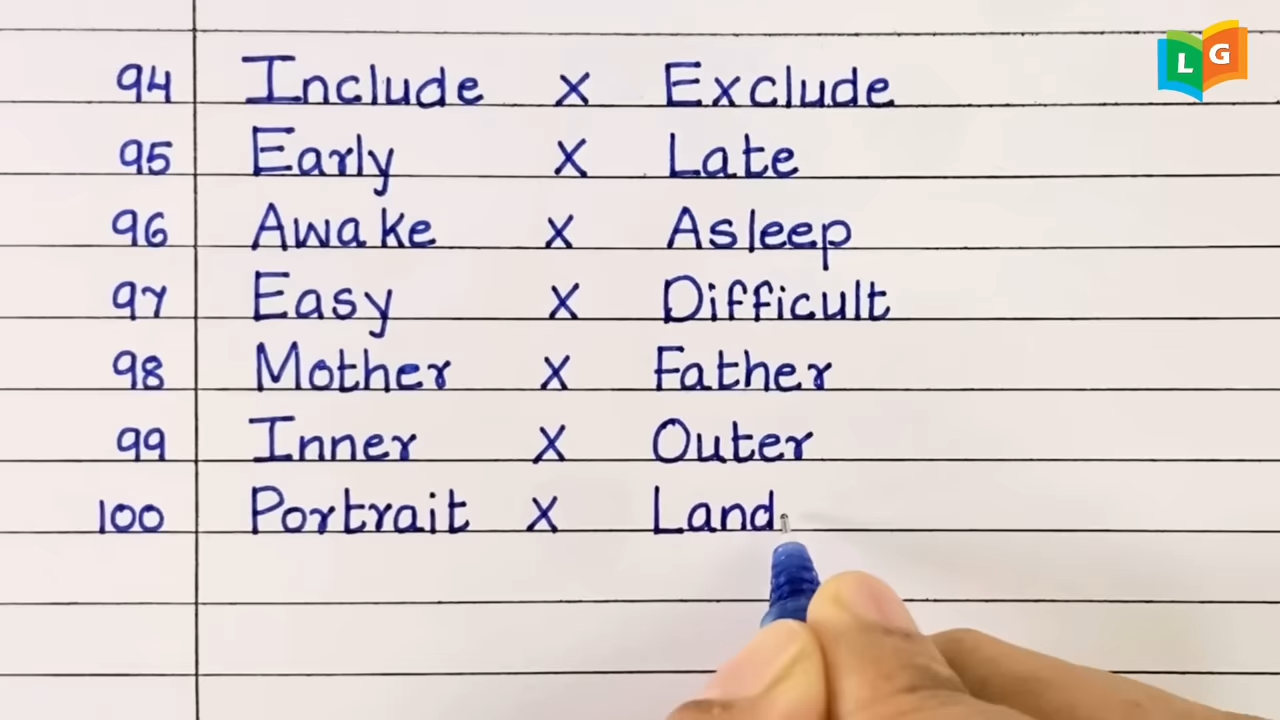 L G
94 Include X Exclude
95 Early X Late
96 Awake X Asleep
97 Easy X Difficult
98 Mother X Father
99 Inner X Outer
100 Portrait X Land